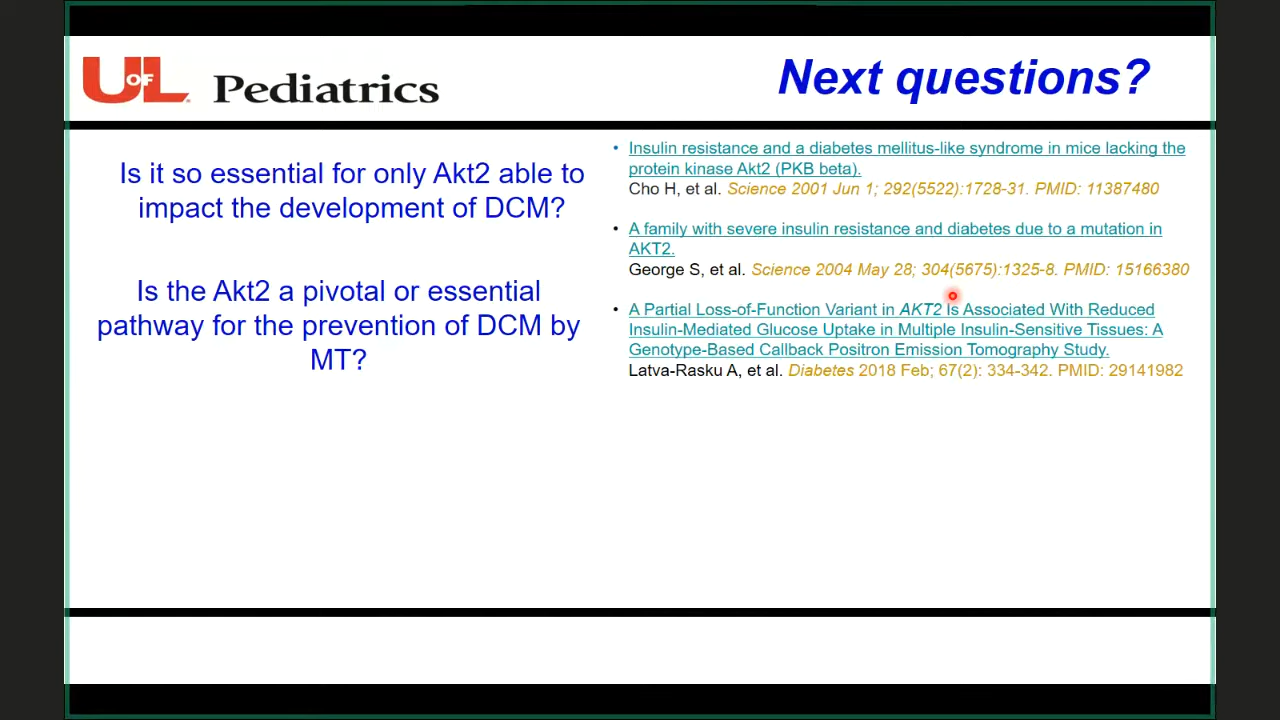 UofL Pediatrics
Next questions?
Is it so essential for only Akt2 able to
impact the development of DCM?
Is the Akt2 a pivotal or essential
pathway for the prevention of DCM by
MT?
• Insulin resistance and a diabetes mellitus-like syndrome in mice lacking the
protein kinase Akt2 (PKB beta).
Cho H, et al. Science 2001 Jun 1; 292(5522):1728-31. PMID: 11387480
• A family with severe insulin resistance and diabetes due to a mutation in
AKT2.
George S, et al. Science 2004 May 28; 304(5675):1325-8. PMID: 15166380
• A Partial Loss-of-Function Variant in AKT2 Is Associated With Reduced
Insulin-Mediated Glucose Uptake in Multiple Insulin-Sensitive Tissues: A
Genotype-Based Callback Positron Emission Tomography Study.
Latva-Rasku A, et al. Diabetes 2018 Feb; 67(2): 334-342. PMID: 29141982